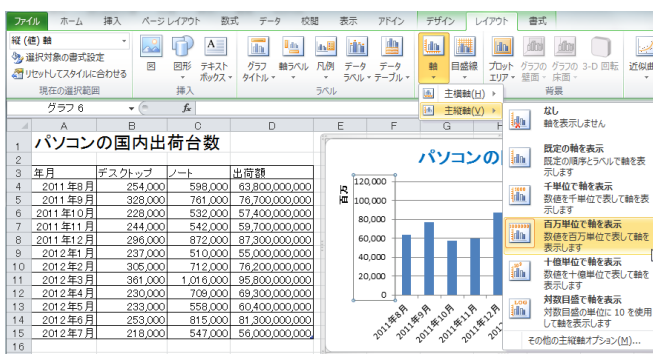 ファイル ホーム 挿入 ページ レイアウト 数式 データ 校閲 表示 アドイン デザイン レイアウト 書式
縦 (値) 軸
選択対象の書式設定
リセットしてスタイルに合わせる
現在の選択範囲
図 図形 テキスト ボックス
挿入
グラフ タイトル 軸ラベル 凡例 データ ラベル データ テーブル
ラベル
軸 目盛線
プロット エリア グラフの 壁面 グラフの 床面 3-D 回転
背景
近似曲
グラフ 6 fx
主横軸(H)
主縦軸(V)
A B C D E F G H
1 パソコンの国内出荷台数
2
3 年月 デスクトップ ノート 出荷額
4 2011年8月 254,000 598,000 63,800,000,000
5 2011年9月 328,000 761,000 76,700,000,000
6 2011年10月 228,000 532,000 57,400,000,000
7 2011年11月 244,000 542,000 59,700,000,000
8 2011年12月 296,000 872,000 87,300,000,000
9 2012年1月 237,000 510,000 55,000,000,000
10 2012年2月 305,000 712,000 76,200,000,000
11 2012年3月 361,000 1,016,000 95,800,000,000
12 2012年4月 230,000 709,000 69,300,000,000
13 2012年5月 233,000 558,000 60,400,000,000
14 2012年6月 253,000 815,000 81,300,000,000
15 2012年7月 218,000 547,000 56,000,000,000
16
パソコンの
百万
120,000
100,000
80,000
60,000
40,000
20,000
0
2011年8月
2011年9月
2011年10月
2011年11月
2011年12月
2012年1月
なし
軸を表示しません
既定の軸を表示
既定の順序とラベルで軸を表
示します
千単位で軸を表示
数値を千単位で表して軸を表
示します
百万単位で軸を表示
数値を百万単位で表して軸を
表示します
十億単位で軸を表示
数値を十億単位で表して軸を
表示します
対数目盛で軸を表示
対数目盛の単位に 10 を使用
して軸を表示します
その他の主縦軸オプション(M)...